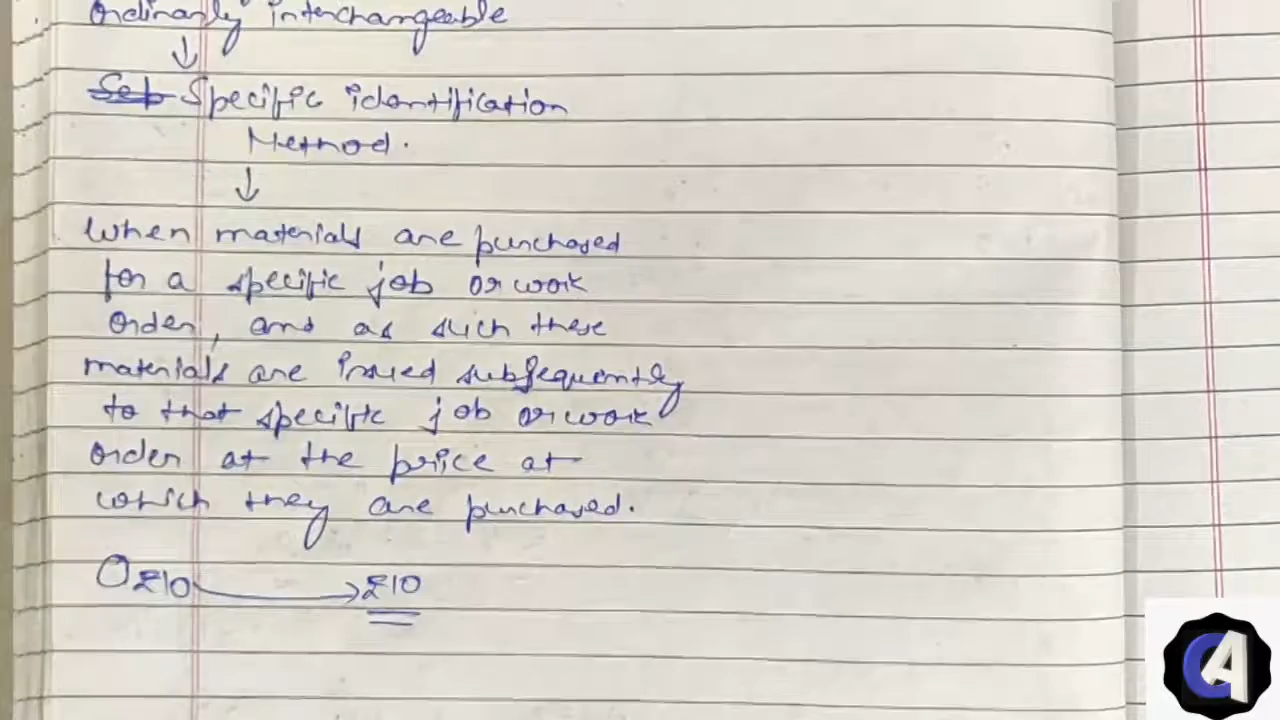 ordinarily interchangeable
↓
Seb Specific identification
Method.
↓
When materials are purchased
for a specific job or work
order, and as such these
materials are issued subsequently
to that specific job or work
order at the price at
which they are purchased.
O ₹10 → ₹10
CA